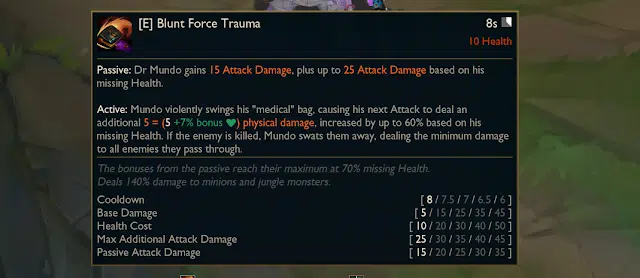 [E] Blunt Force Trauma 8s
10 Health
Passive: Dr Mundo gains 15 Attack Damage, plus up to 25 Attack Damage based on his
missing Health.
Active: Mundo violently swings his "medical" bag, causing his next Attack to deal an
additional 5 = (5 +7% bonus ) physical damage, increased by up to 60% based on his
missing Health. If the enemy is killed, Mundo swats them away, dealing the minimum damage
to all enemies they pass through.
The bonuses from the passive reach their maximum at 70% missing Health.
Deals 140% damage to minions and jungle monsters.
Cooldown [ 8 / 7.5 / 7 / 6.5 / 6 ]
Base Damage [ 5 / 15 / 25 / 35 / 45 ]
Health Cost [ 10 / 20 / 30 / 40 / 50 ]
Max Additional Attack Damage [ 25 / 30 / 35 / 40 / 45 ]
Passive Attack Damage [ 15 / 20 / 25 / 30 / 35 ]